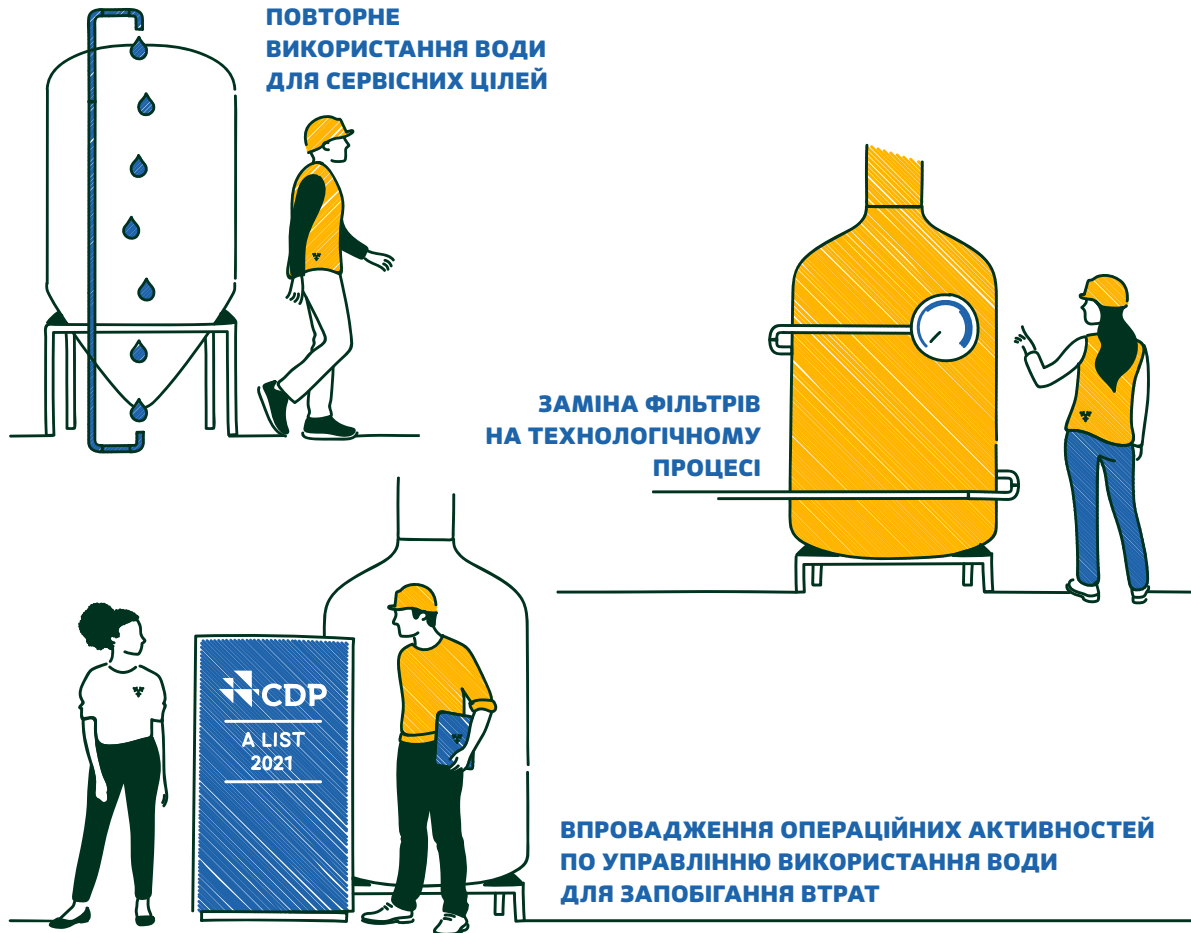 ПОВТОРНЕ
ВИКОРИСТАННЯ ВОДИ
ДЛЯ СЕРВІСНИХ ЦІЛЕЙ
ЗАМІНА ФІЛЬТРІВ
НА ТЕХНОЛОГІЧНОМУ
ПРОЦЕСІ
CDP
A LIST
2021
ВПРОВАДЖЕННЯ ОПЕРАЦІЙНИХ АКТИВНОСТЕЙ
ПО УПРАВЛІННЮ ВИКОРИСТАННЯ ВОДИ
ДЛЯ ЗАПОБІГАННЯ ВТРАТ